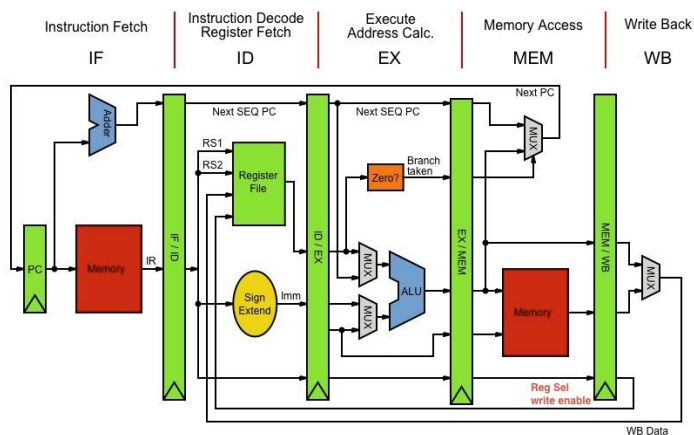 Instruction Fetch
IF
Instruction Decode
Register Fetch
ID
Execute
Address Calc.
EX
Memory Access
MEM
Write Back
WB
Next PC
Adder
Next SEQ PC
Next SEQ PC
MUX
RS1
RS2
Register
File
Zero?
Branch
taken
PC
Memory
IR
IF / ID
ID / EX
EX / MEM
MEM / WB
MUX
ALU
MUX
MUX
Sign
Extend
Imm
Memory
Reg Sel
write enable
WB Data